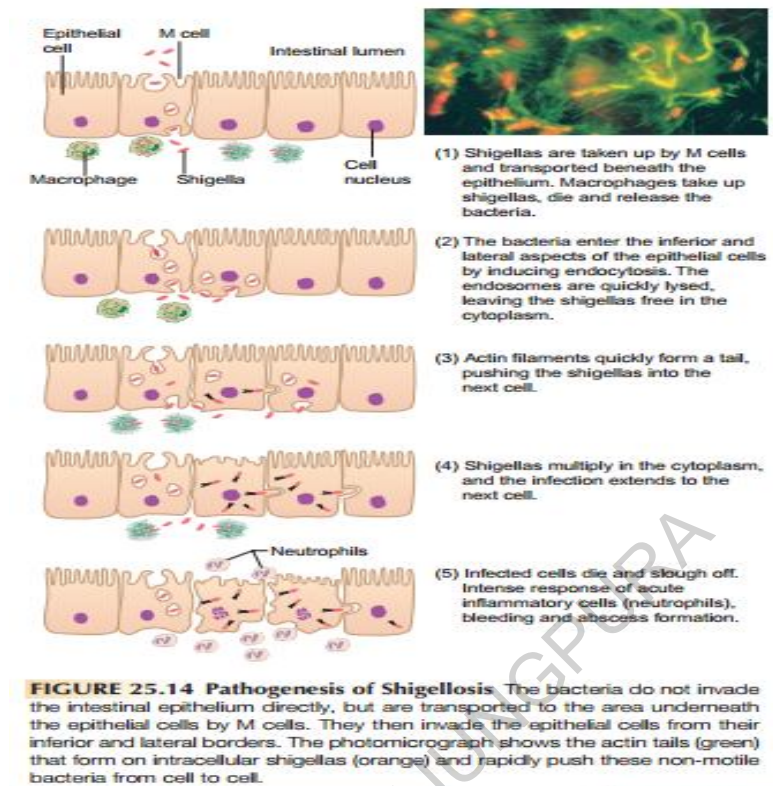 Epithelial
cell
M cell
Intestinal lumen
Macrophage
Shigella
Cell
nucleus
(1) Shigellas are taken up by M cells
and transported beneath the
epithelium. Macrophages take up
shigellas, die and release the
bacteria.
(2) The bacteria enter the inferior and
lateral aspects of the epithelial cells
by inducing endocytosis. The
endosomes are quickly lysed,
leaving the shigellas free in the
cytoplasm.
(3) Actin filaments quickly form a tail,
pushing the shigellas into the
next cell.
(4) Shigellas multiply in the cytoplasm,
and the infection extends to the
next cell.
Neutrophils
(5) Infected cells die and slough off.
Intense response of acute
inflammatory cells (neutrophils),
bleeding and abscess formation.
FIGURE 25.14 Pathogenesis of Shigellosis The bacteria do not invade
the intestinal epithelium directly, but are transported to the area underneath
the epithelial cells by M cells. They then invade the epithelial cells from their
inferior and lateral borders. The photomicrograph shows the actin tails (green)
that form on intracellular shigellas (orange) and rapidly push these non-motile
bacteria from cell to cell.
JUNGPURA